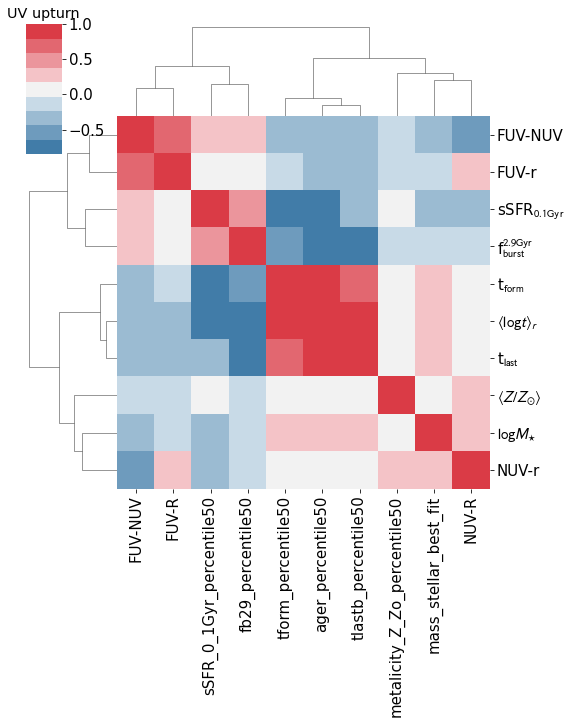 UV upturn
1.0
0.5
0.0
−0.5
FUV-NUV
FUV-r
sSFR0.1Gyr
f2.9Gyr burst
tform
⟨logt⟩r
tlast
⟨Z/Z⊙⟩
logM⋆
NUV-r
FUV-NUV
FUV-R
sSFR_0_1Gyr_percentile50
fb29_percentile50
tform_percentile50
ager_percentile50
tlastb_percentile50
metalicity_Z_Zo_percentile50
mass_stellar_best_fit
NUV-R